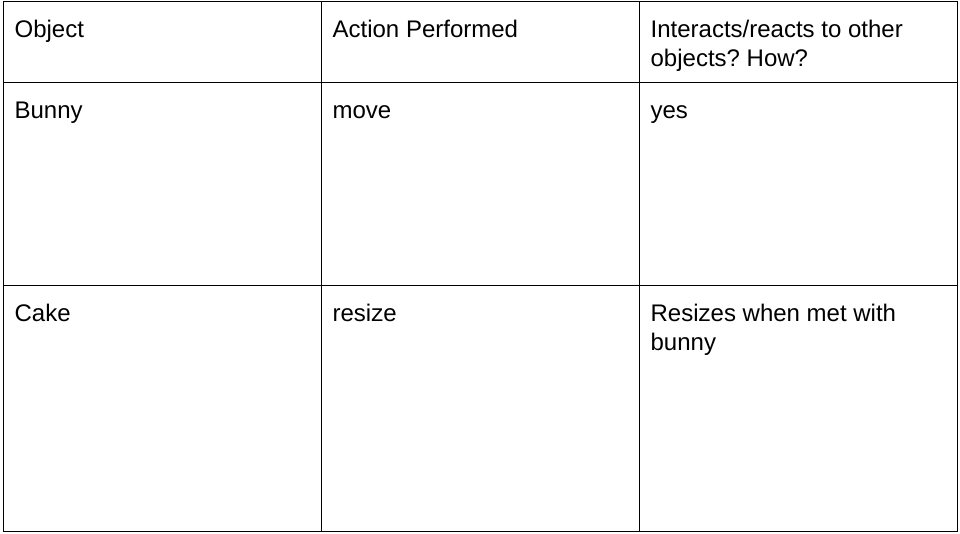 Object
Action Performed
Interacts/reacts to other
objects? How?
Bunny
move
yes
Cake
resize
Resizes when met with
bunny